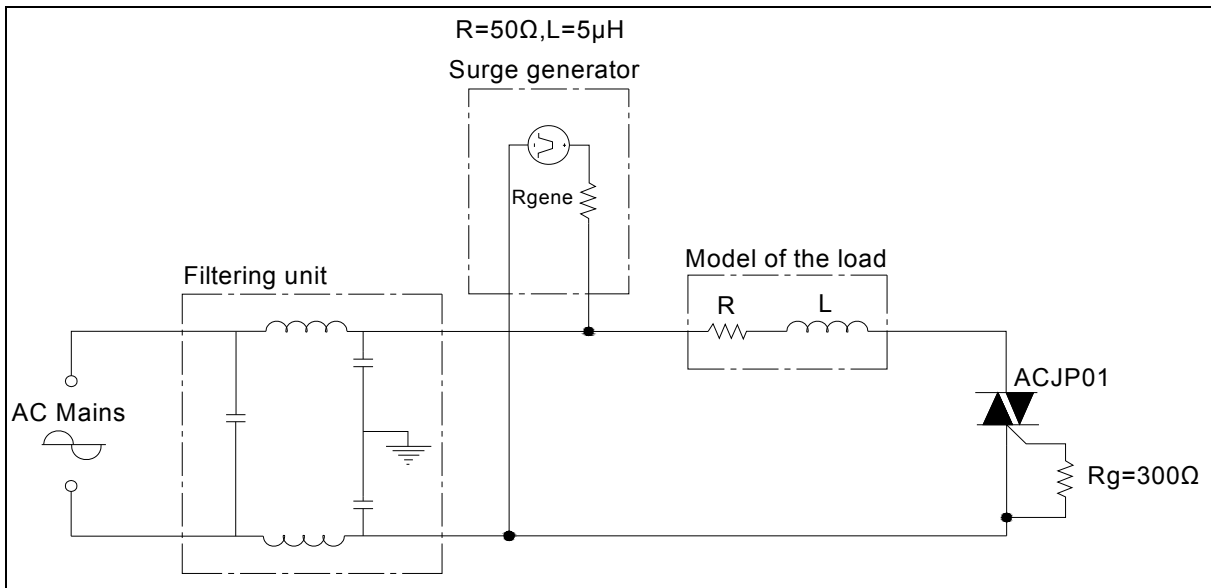 R=50Ω,L=5µH
Surge generator
Rgene
Filtering unit
Model of the load
R
L
AC Mains
ACJP01
Rg=300Ω